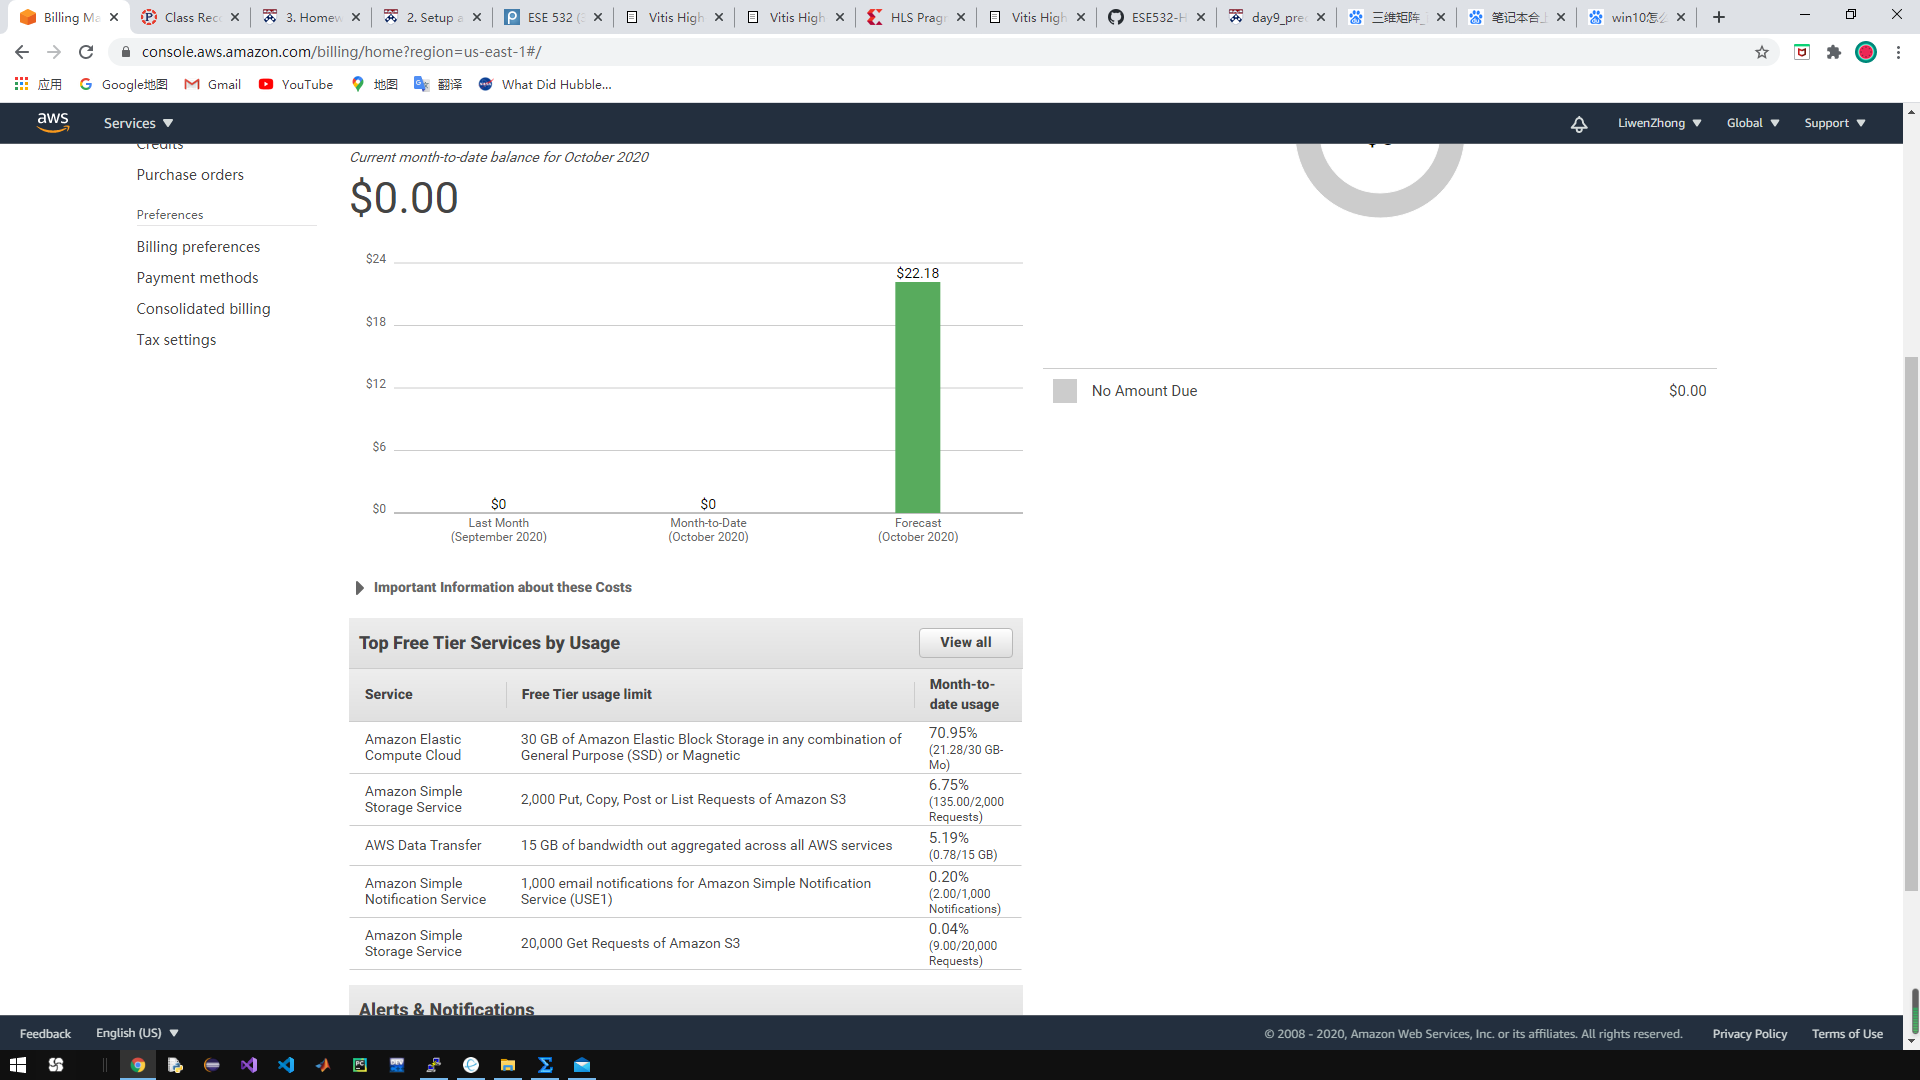 Billing Ma
Class Reco
3. Homew
2. Setup a
ESE 532 (
Vitis High
Vitis High
HLS Pragm
Vitis High
ESE532-H
day9_prec
三维矩阵_
笔记本合上
win10怎么
console.aws.amazon.com/billing/home?region=us-east-1#/
应用
Google地图
Gmail
YouTube
地图
翻译
What Did Hubble...
aws
Services
LiwenZhong
Global
Support
Credits
Purchase orders
Preferences
Billing preferences
Payment methods
Consolidated billing
Tax settings
Current month-to-date balance for October 2020
$0.00
$24
$22.18
$18
$12
$6
$0
$0
$0
Last Month
(September 2020)
Month-to-Date
(October 2020)
Forecast
(October 2020)
No Amount Due
$0.00
Important Information about these Costs
Top Free Tier Services by Usage
View all
Service
Free Tier usage limit
Month-to-
date usage
Amazon Elastic
Compute Cloud
30 GB of Amazon Elastic Block Storage in any combination of
General Purpose (SSD) or Magnetic
70.95%
(21.28/30 GB-
Mo)
Amazon Simple
Storage Service
2,000 Put, Copy, Post or List Requests of Amazon S3
6.75%
(135.00/2,000
Requests)
AWS Data Transfer
15 GB of bandwidth out aggregated across all AWS services
5.19%
(0.78/15 GB)
Amazon Simple
Notification Service
1,000 email notifications for Amazon Simple Notification
Service (USE1)
0.20%
(2.00/1,000
Notifications)
Amazon Simple
Storage Service
20,000 Get Requests of Amazon S3
0.04%
(9.00/20,000
Requests)
Alerts & Notifications
Feedback
English (US)
© 2008 - 2020, Amazon Web Services, Inc. or its affiliates. All rights reserved.
Privacy Policy
Terms of Use